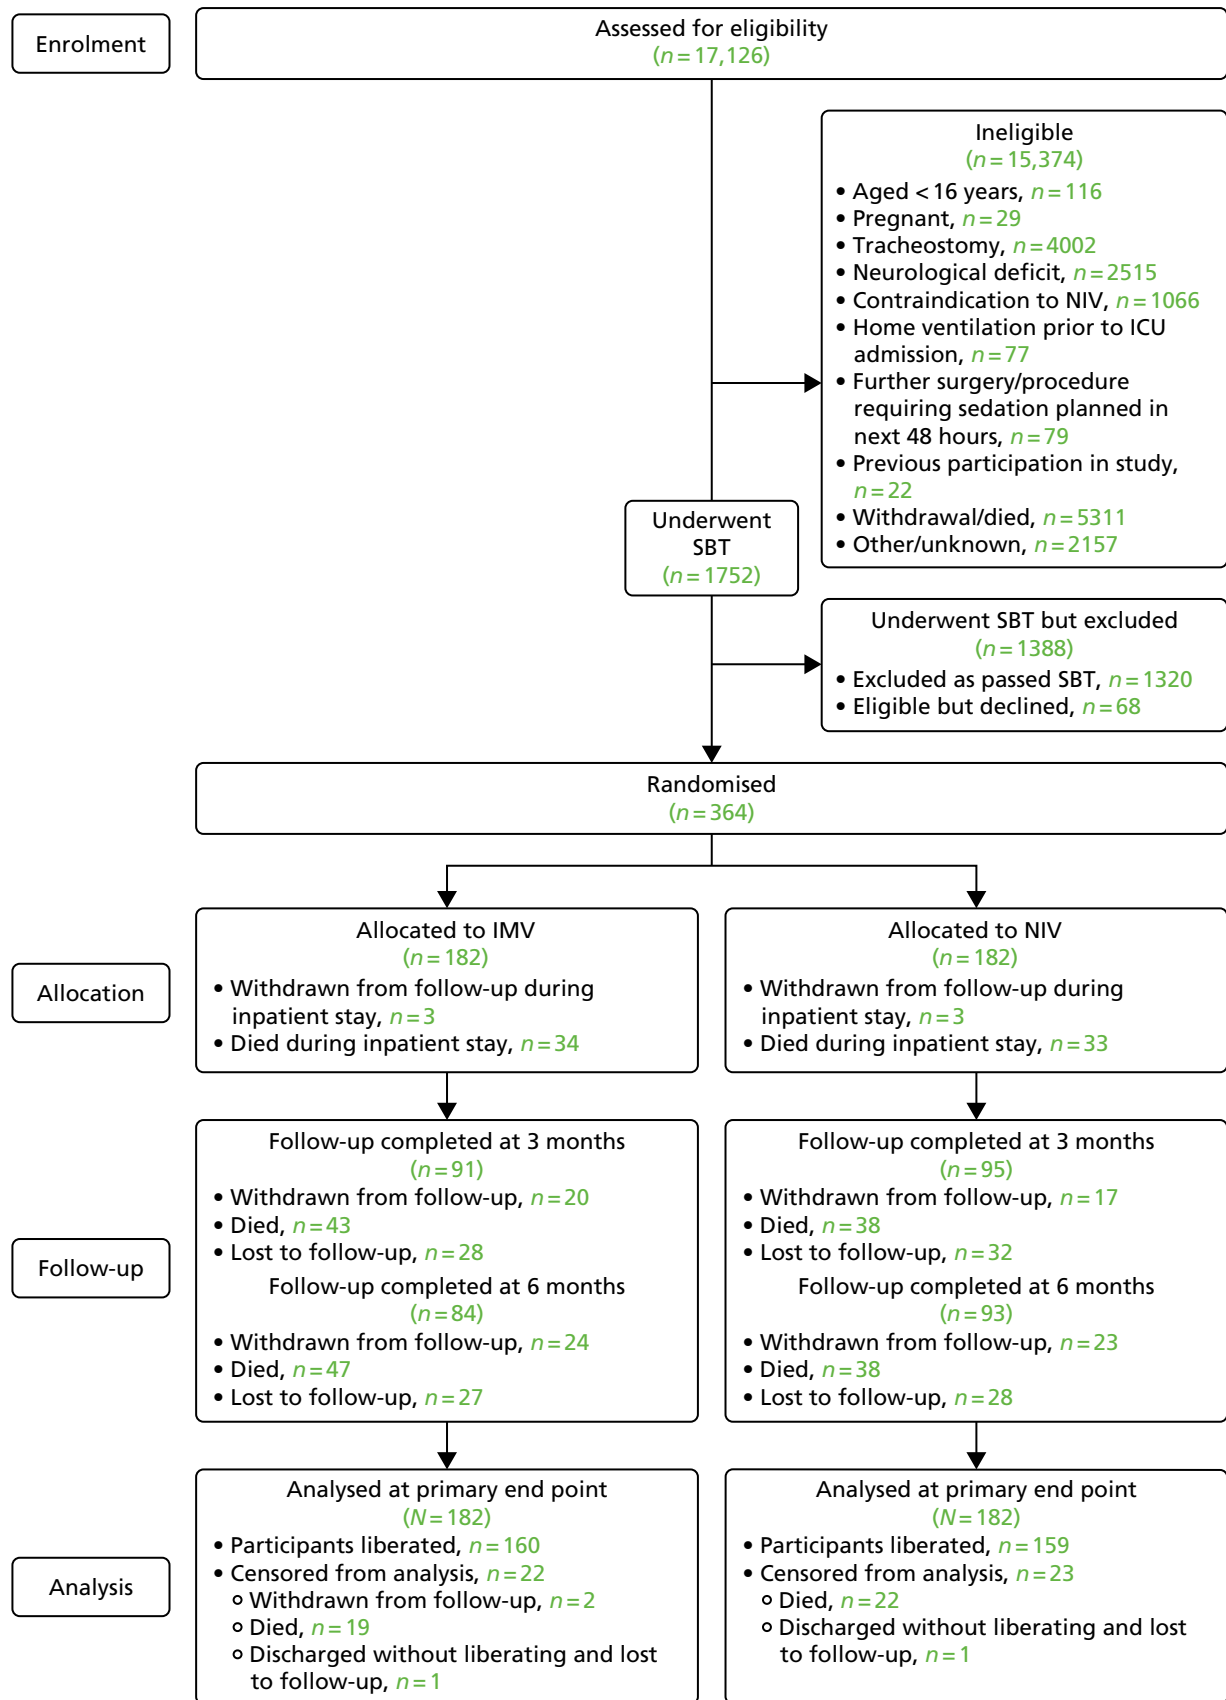 Enrolment
Assessed for eligibility
(n = 17,126)
Ineligible
(n = 15,374)
• Aged < 16 years, n = 116
• Pregnant, n = 29
• Tracheostomy, n = 4002
• Neurological deficit, n = 2515
• Contraindication to NIV, n = 1066
• Home ventilation prior to ICU
admission, n = 77
• Further surgery/procedure
requiring sedation planned in
next 48 hours, n = 79
• Previous participation in study,
n = 22
• Withdrawal/died, n = 5311
• Other/unknown, n = 2157
Underwent
SBT
(n = 1752)
Underwent SBT but excluded
(n = 1388)
• Excluded as passed SBT, n = 1320
• Eligible but declined, n = 68
Randomised
(n = 364)
Allocation
Allocated to IMV
(n = 182)
• Withdrawn from follow-up during
inpatient stay, n = 3
• Died during inpatient stay, n = 34
Allocated to NIV
(n = 182)
• Withdrawn from follow-up during
inpatient stay, n = 3
• Died during inpatient stay, n = 33
Follow-up
Follow-up completed at 3 months
(n = 91)
• Withdrawn from follow-up, n = 20
• Died, n = 43
• Lost to follow-up, n = 28
Follow-up completed at 6 months
(n = 84)
• Withdrawn from follow-up, n = 24
• Died, n = 47
• Lost to follow-up, n = 27
Follow-up completed at 3 months
(n = 95)
• Withdrawn from follow-up, n = 17
• Died, n = 38
• Lost to follow-up, n = 32
Follow-up completed at 6 months
(n = 93)
• Withdrawn from follow-up, n = 23
• Died, n = 38
• Lost to follow-up, n = 28
Analysis
Analysed at primary end point
(N = 182)
• Participants liberated, n = 160
• Censored from analysis, n = 22
Withdrawn from follow-up, n = 2
Died, n = 19
Discharged without liberating and lost
to follow-up, n = 1
Analysed at primary end point
(N = 182)
• Participants liberated, n = 159
• Censored from analysis, n = 23
Died, n = 22
Discharged without liberating and lost
to follow-up, n = 1